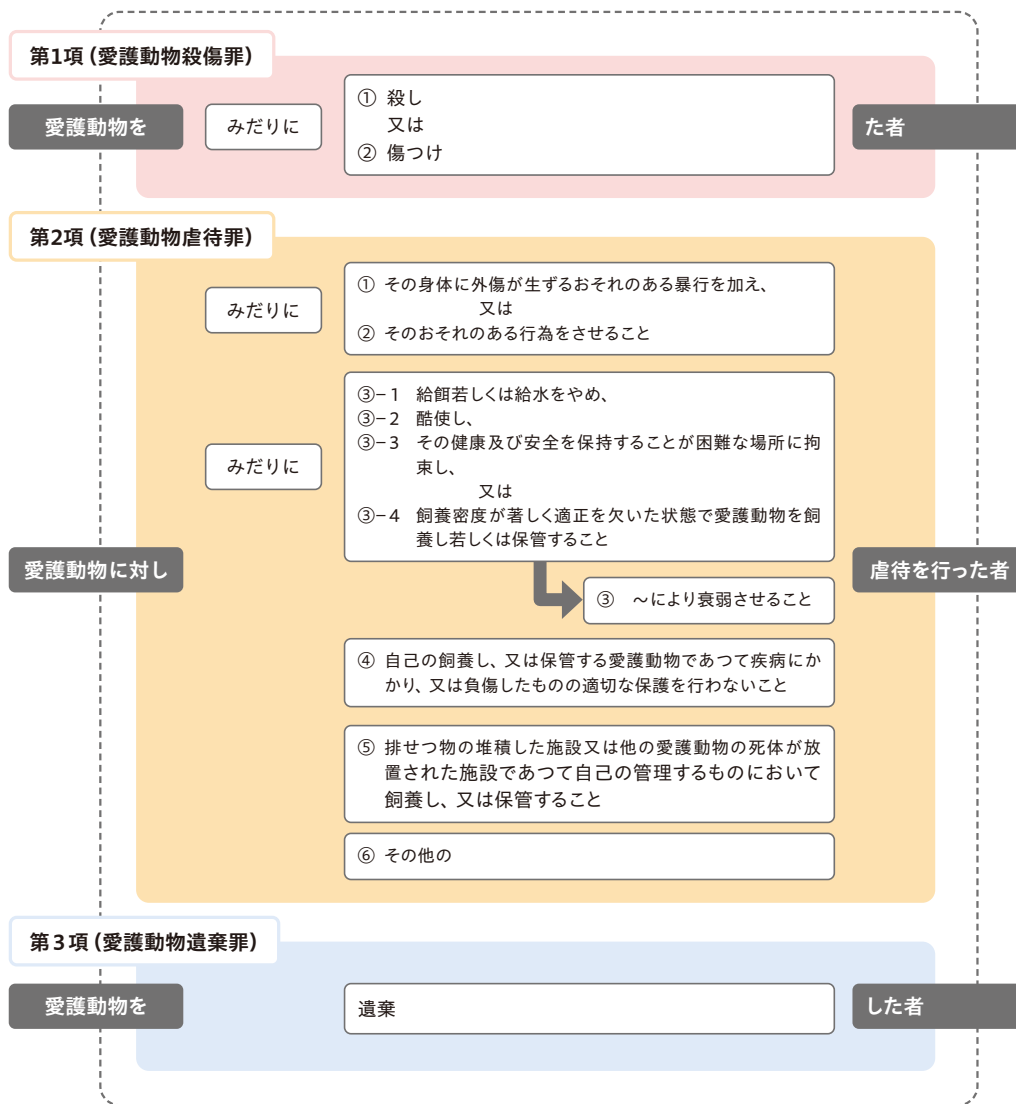 第1項（愛護動物殺傷罪）
愛護動物を
みだりに
① 殺し
又は
② 傷つけ
た者
第2項（愛護動物虐待罪）
みだりに
① その身体に外傷が生ずるおそれのある暴行を加え、
又は
② そのおそれのある行為をさせること
みだりに
③−1 給餌若しくは給水をやめ、
③−2 酷使し、
③−3 その健康及び安全を保持することが困難な場所に拘
束し、
又は
③−4 飼養密度が著しく適正を欠いた状態で愛護動物を飼
養し若しくは保管すること
愛護動物に対し
虐待を行った者
③ ～により衰弱させること
④ 自己の飼養し、又は保管する愛護動物であつて疾病にか
かり、又は負傷したものの適切な保護を行わないこと
⑤ 排せつ物の堆積した施設又は他の愛護動物の死体が放
置された施設であつて自己の管理するものにおいて
飼養し、又は保管すること
⑥ その他の
第3項（愛護動物遺棄罪）
愛護動物を
遺棄
した者